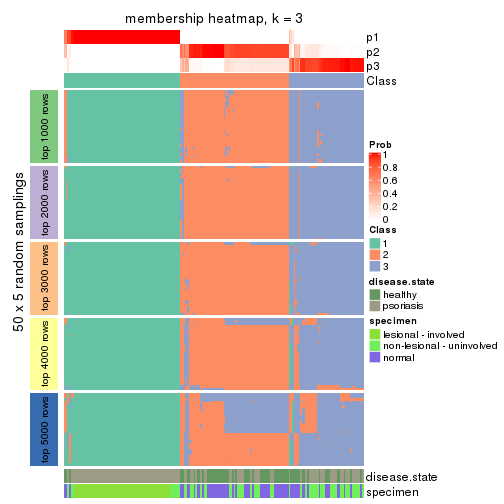 membership heatmap, k = 3
p1
p2
p3
Class
50 x 5 random samplings
top 1000 rows
top 2000 rows
top 3000 rows
top 4000 rows
top 5000 rows
disease.state
specimen
Prob
1
0.8
0.6
0.4
0.2
0
Class
1
2
3
disease.state
healthy
psoriasis
specimen
lesional - involved
non-lesional - uninvolved
normal